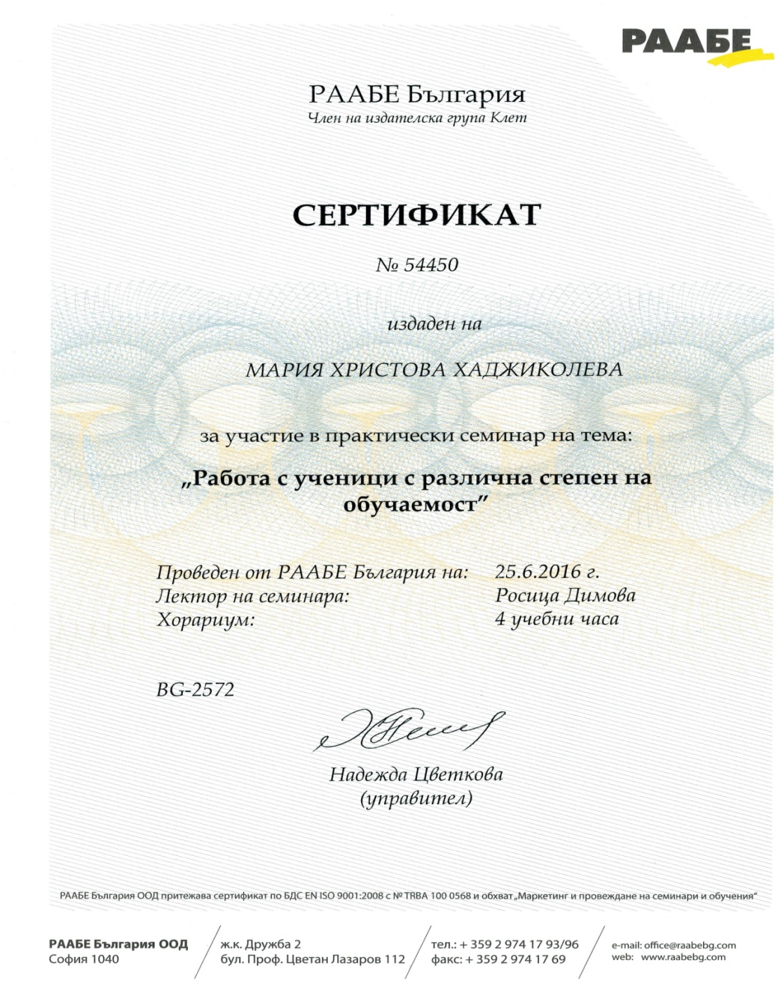 РААБЕ
РААБЕ България
Член на издателска група Клет
СЕРТИФИКАТ
№ 54450
издаден на
МАРИЯ ХРИСТОВА ХАДЖИКОЛЕВА
за участие в практически семинар на тема:
„Работа с ученици с различна степен на
обучаемост”
Проведен от РААБЕ България на: 25.6.2016 г.
Лектор на семинара: Росица Димова
Хорариум: 4 учебни часа
BG-2572
Надежда Цветкова
(управител)
РААБЕ България ООД притежава сертификат по БДС EN ISO 9001:2008 с № TRBA 100 0568 и обхват „Маркетинг и провеждане на семинари и обучения“
РААБЕ България ООД
София 1040
ж.к. Дружба 2
бул. Проф. Цветан Лазаров 112
тел.: + 359 2 974 17 93/96
факс: + 359 2 974 17 69
e-mail: office@raabebg.com
web: www.raabebg.com